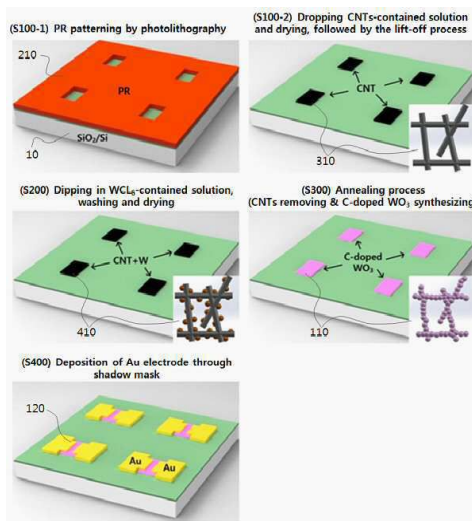 (S100-1) PR patterning by photolithography
210
PR
10
SiO₂/Si
(S100-2) Dropping CNTs-contained solution
and drying, followed by the lift-off process
CNT
310
(S200) Dipping in WCL₆-contained solution,
washing and drying
CNT+W
410
(S300) Annealing process
(CNTs removing & C-doped WO₃ synthesizing)
C-doped
WO₃
110
(S400) Deposition of Au electrode through
shadow mask
120
Au Au